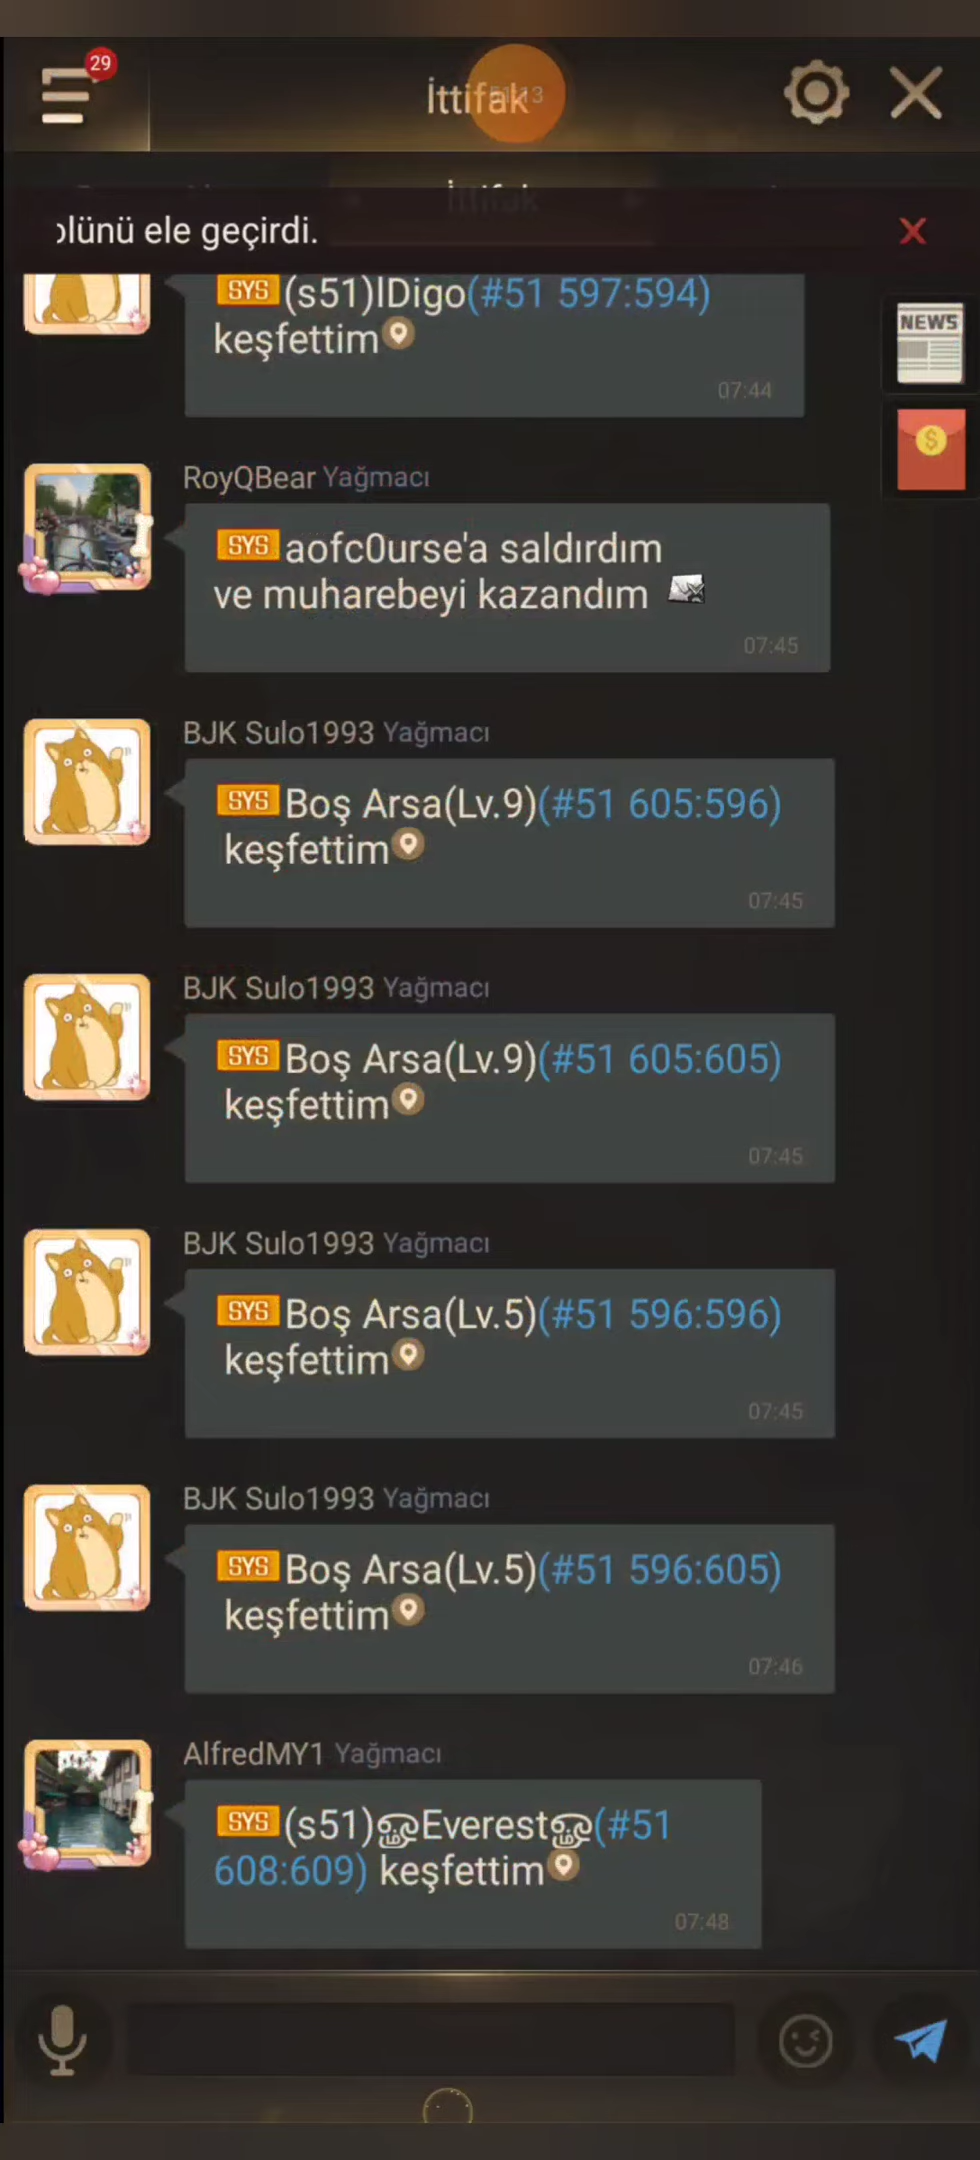 29
İttifak
İttifak
ölünü ele geçirdi.
NEWS
SYS (s51)lDigo(#51 597:594)
keşfettim
07:44
RoyQBear Yağmacı
SYS aofc0urse'a saldırdım
ve muharebeyi kazandım
07:45
BJK Sulo1993 Yağmacı
SYS Boş Arsa(Lv.9)(#51 605:596)
keşfettim
07:45
BJK Sulo1993 Yağmacı
SYS Boş Arsa(Lv.9)(#51 605:605)
keşfettim
07:45
BJK Sulo1993 Yağmacı
SYS Boş Arsa(Lv.5)(#51 596:596)
keşfettim
07:45
BJK Sulo1993 Yağmacı
SYS Boş Arsa(Lv.5)(#51 596:605)
keşfettim
07:46
AlfredMY1 Yağmacı
SYS (s51)௵Everest௵(#51
608:609) keşfettim
07:48